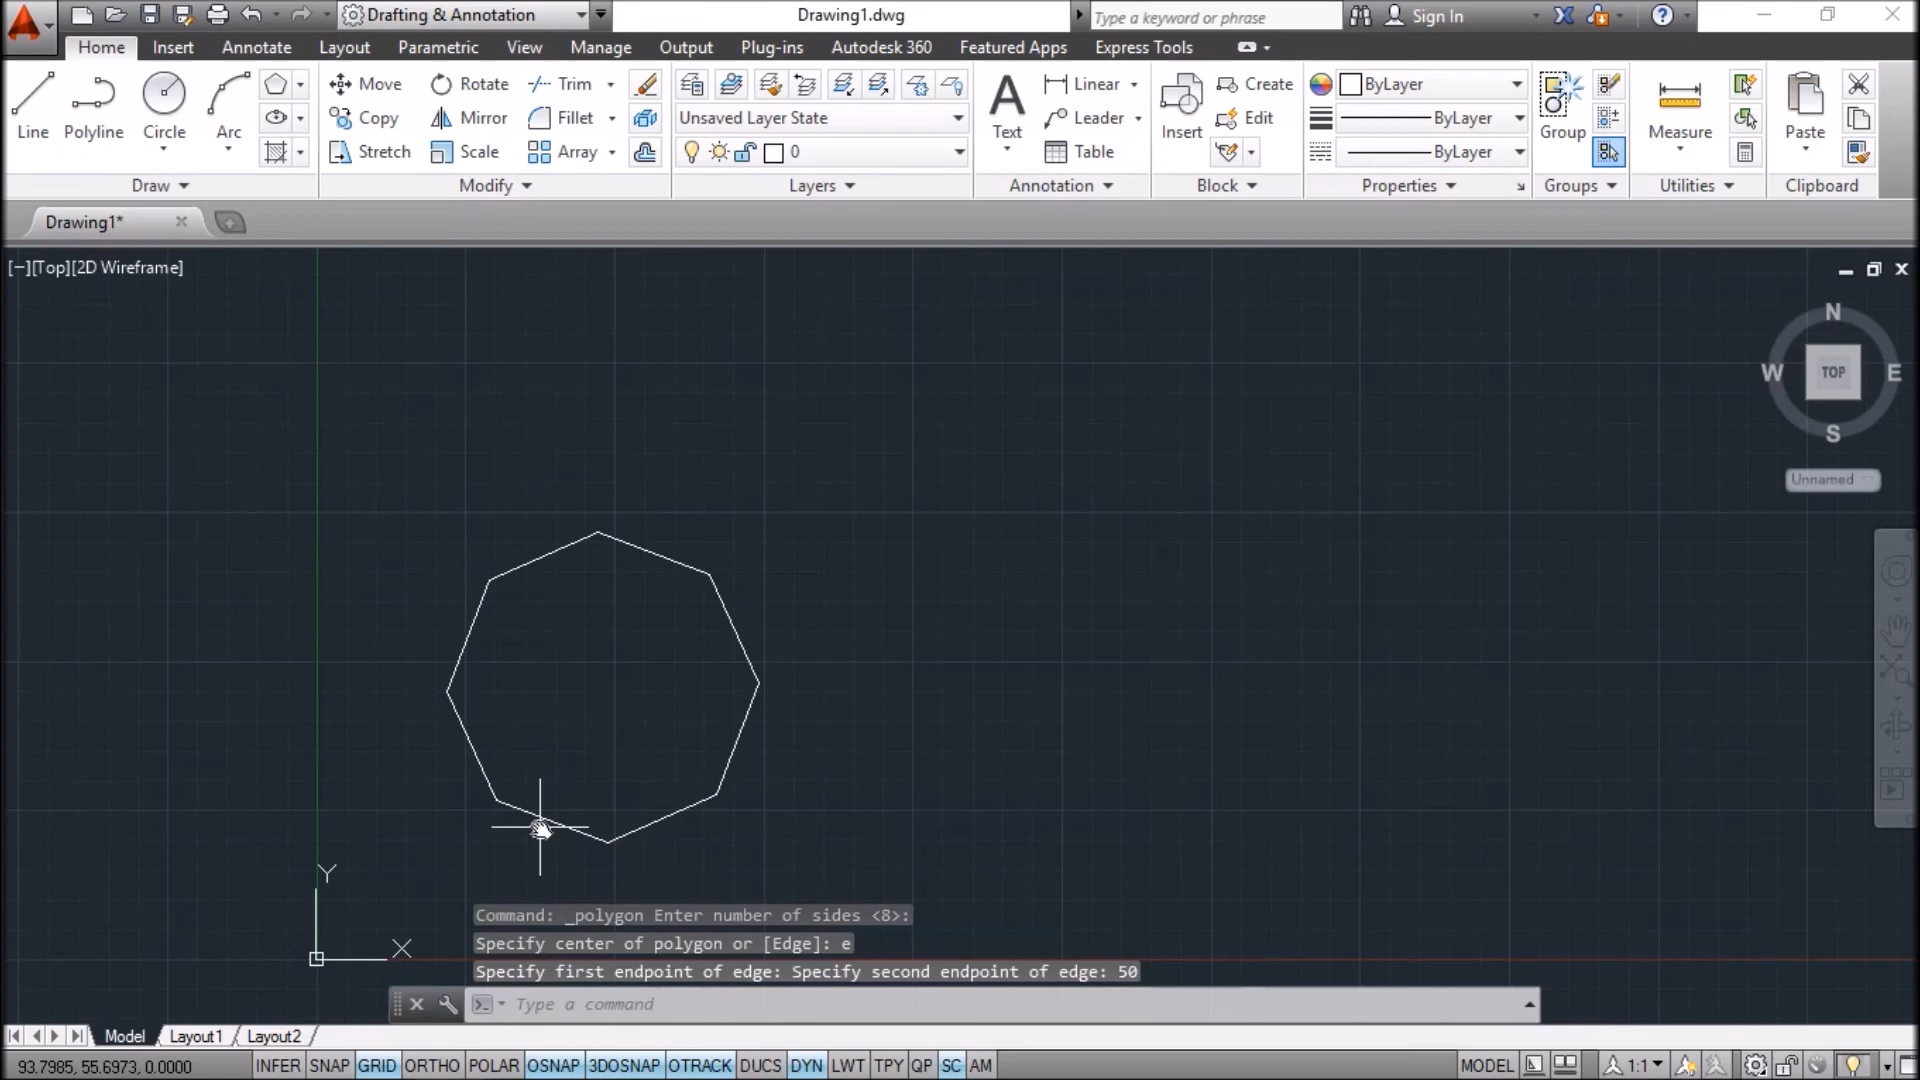 Drafting & Annotation
Drawing1.dwg
Type a keyword or phrase
Sign In
Home Insert Annotate Layout Parametric View Manage Output Plug-ins Autodesk 360 Featured Apps Express Tools
Line Polyline Circle Arc
Move Rotate Trim
Copy Mirror Fillet
Stretch Scale Array
Unsaved Layer State
0
Text
Linear
Leader
Table
Insert
Create
Edit
ByLayer
ByLayer
ByLayer
Group
Measure
Paste
Draw Modify Layers Annotation Block Properties Groups Utilities Clipboard
Drawing1*
[−][Top][2D Wireframe]
N
W TOP E
S
Unnamed
Y
X
Command: _polygon Enter number of sides <8>:
Specify center of polygon or [Edge]: e
Specify first endpoint of edge: Specify second endpoint of edge: 50
Type a command
Model Layout1 Layout2
93.7985, 55.6973, 0.0000 INFER SNAP GRID ORTHO POLAR OSNAP 3DOSNAP OTRACK DUCS DYN LWT TPY QP SC AM MODEL 1:1